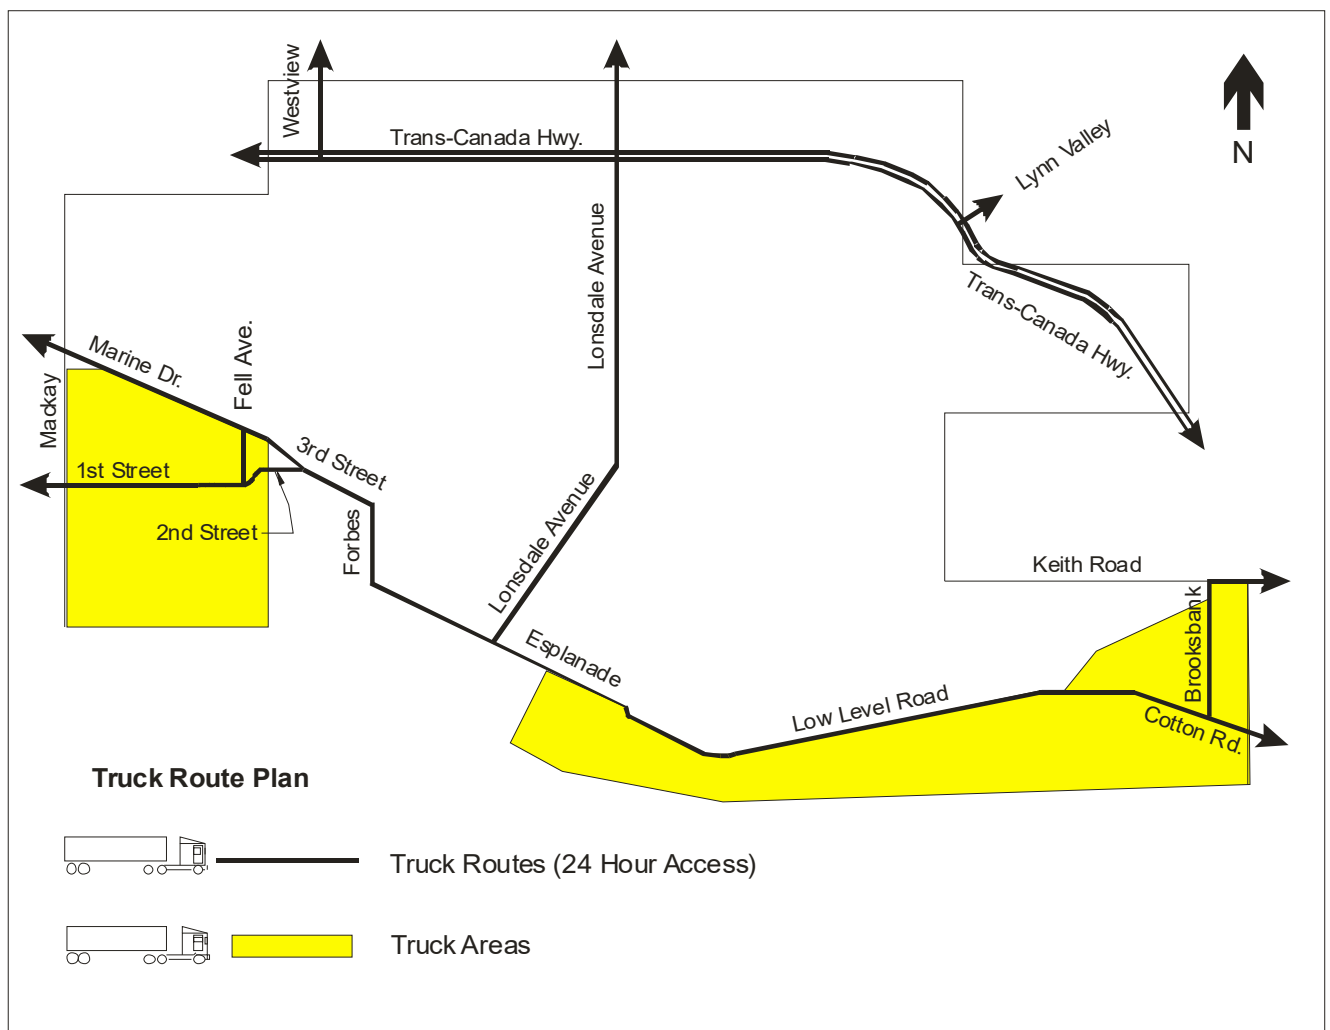 Westview
Trans-Canada Hwy.
Lynn Valley
N
Lonsdale Avenue
Trans-Canada Hwy.
Marine Dr.
Fell Ave.
Mackay
1st Street
3rd Street
2nd Street
Forbes
Lonsdale Avenue
Esplanade
Keith Road
Brooksbank
Low Level Road
Cotton Rd.
Truck Route Plan
Truck Routes (24 Hour Access)
Truck Areas